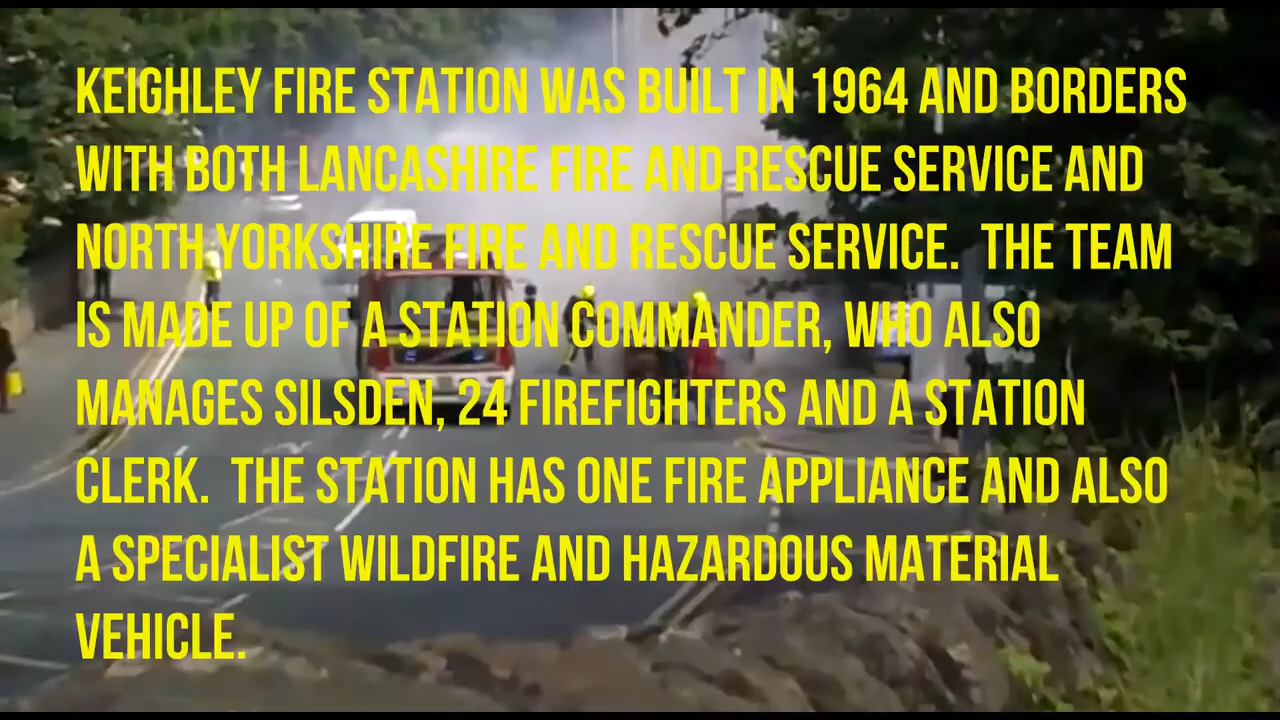 KEIGHLEY FIRE STATION WAS BUILT IN 1964 AND BORDERS
WITH BOTH LANCASHIRE FIRE AND RESCUE SERVICE AND
NORTH YORKSHIRE FIRE AND RESCUE SERVICE.  THE TEAM
IS MADE UP OF A STATION COMMANDER, WHO ALSO
MANAGES SILSDEN, 24 FIREFIGHTERS AND A STATION
CLERK.  THE STATION HAS ONE FIRE APPLIANCE AND ALSO
A SPECIALIST WILDFIRE AND HAZARDOUS MATERIAL
VEHICLE.